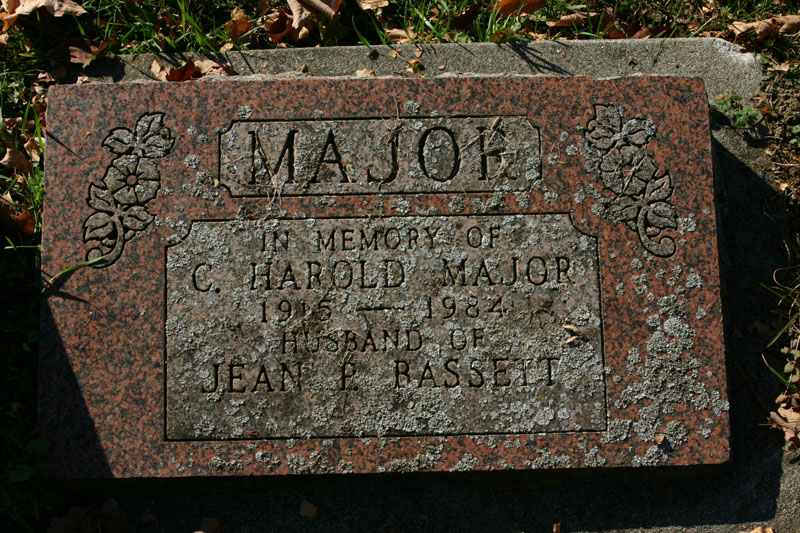 MAJOR
IN MEMORY OF
C. HAROLD MAJOR
1915 — 1984
HUSBAND OF
JEAN P. BASSETT